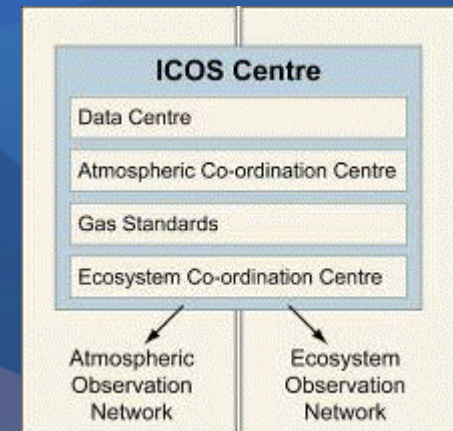 ICOS Centre
Data Centre
Atmospheric Co-ordination Centre
Gas Standards
Ecosystem Co-ordination Centre
Atmospheric
Observation
Network
Ecosystem
Observation
Network